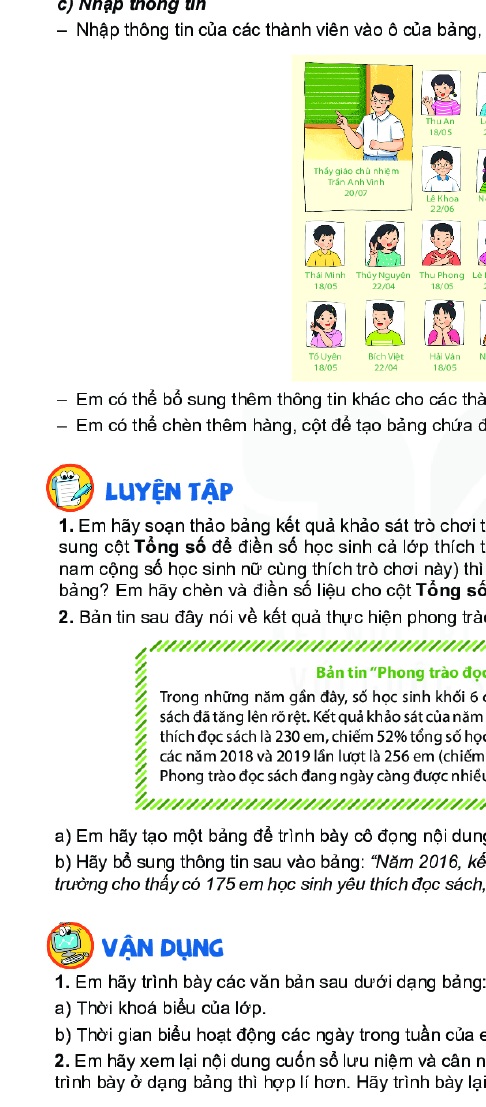 c) Nhập thông tin
– Nhập thông tin của các thành viên vào ô của bảng,
Thầy giáo chủ nhiệm
Trần Anh Vinh
20/07
Thu An
18/05
Lê Khoa
22/06
Thái Minh Thủy Nguyên Thu Phong Lê
18/05 22/04 18/05
Tố Uyên Bích Việt Hải Vân N
18/05 22/04 18/05
– Em có thể bổ sung thêm thông tin khác cho các thà
– Em có thể chèn thêm hàng, cột để tạo bảng chứa đ
LUYỆN TẬP
1. Em hãy soạn thảo bảng kết quả khảo sát trò chơi t
sung cột Tổng số để điền số học sinh cả lớp thích t
nam cộng số học sinh nữ cùng thích trò chơi này) thì
bảng? Em hãy chèn và điền số liệu cho cột Tổng số
2. Bản tin sau đây nói về kết quả thực hiện phong trà
Bản tin “Phong trào đọc
Trong những năm gần đây, số học sinh khối 6
sách đã tăng lên rõ rệt. Kết quả khảo sát của năm
thích đọc sách là 230 em, chiếm 52% tổng số học
các năm 2018 và 2019 lần lượt là 256 em (chiếm
Phong trào đọc sách đang ngày càng được nhiều
a) Em hãy tạo một bảng để trình bày cô đọng nội dung
b) Hãy bổ sung thông tin sau vào bảng: “Năm 2016, kế
trường cho thấy có 175 em học sinh yêu thích đọc sách,
VẬN DỤNG
1. Em hãy trình bày các văn bản sau dưới dạng bảng:
a) Thời khoá biểu của lớp.
b) Thời gian biểu hoạt động các ngày trong tuần của e
2. Em hãy xem lại nội dung cuốn sổ lưu niệm và cân n
trình bày ở dạng bảng thì hợp lí hơn. Hãy trình bày lại